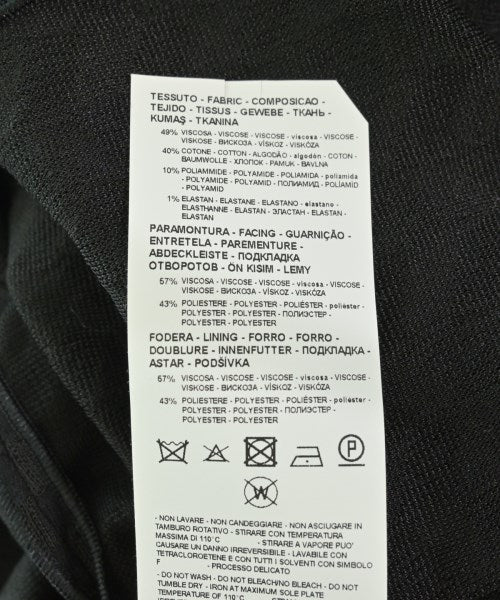 TESSUTO - FABRIC - COMPOSICAO -
TEJIDO - TISSUS - GEWEBE - ТКАНЬ -
KUMAŞ - TKANINA
49% VISCOSA - VISCOSE - VISCOSE - viscosa - VISCOSE -
VISKOSE - ВИСКОЗА - VİSKOZ - VISKÓZA
40% COTONE - COTTON - ALGODÃO - algodón - COTON -
BAUMWOLLE - ХЛОПОК - PAMUK - BAVLNA
10% POLIAMMIDE - POLYAMIDE - POLIAMIDA - poliamida
- POLYAMIDE - POLYAMID - ПОЛИАМИД - POLİAMİD
- POLYAMID
1% ELASTAN - ELASTANE - ELASTANO - elastano -
ELASTHANNE - ELASTAN - ЭЛАСТАН - ELASTAN -
ELASTAN
PARAMONTURA - FACING - GUARNIÇÃO -
ENTRETELA - PAREMENTURE -
ABDECKLEISTE - ПОДКЛАДКА
ОТВОРОТОВ - ÖN KISIM - LEMY
57% VISCOSA - VISCOSE - VISCOSE - viscosa - VISCOSE -
VISKOSE - ВИСКОЗА - VİSKOZ - VISKÓZA
43% POLIESTERE - POLYESTER - POLIÉSTER - poliéster -
POLYESTER - POLYESTER - ПОЛИЭСТЕР -
POLYESTER - POLYESTER
FODERA - LINING - FORRO - FORRO -
DOUBLURE - INNENFUTTER - ПОДКЛАДКА -
ASTAR - PODŠÍVKA
57% VISCOSA - VISCOSE - VISCOSE - viscosa - VISCOSE -
VISKOSE - ВИСКОЗА - VİSKOZ - VISKÓZA
43% POLIESTERE - POLYESTER - POLIÉSTER - poliéster -
POLYESTER - POLYESTER - ПОЛИЭСТЕР -
POLYESTER - POLYESTER
P
W
- NON LAVARE - NON CANDEGGIARE - NON ASCIUGARE IN
TAMBURO ROTATIVO - STIRARE CON TEMPERATURA
MASSIMA DI 110°C - STIRARE A VAPORE PUO'
CAUSARE UN DANNO IRREVERSIBILE - LAVABILE CON
TETRACLOROETENE E CON TUTTI I SOLVENTI CON SIMBOLO
F - PROCESSO DELICATO
- DO NOT WASH - DO NOT BLEACH/NO BLEACH - DO NOT
TUMBLE DRY - IRON AT MAXIMUM SOLE PLATE
TEMPERATURE OF 110°C